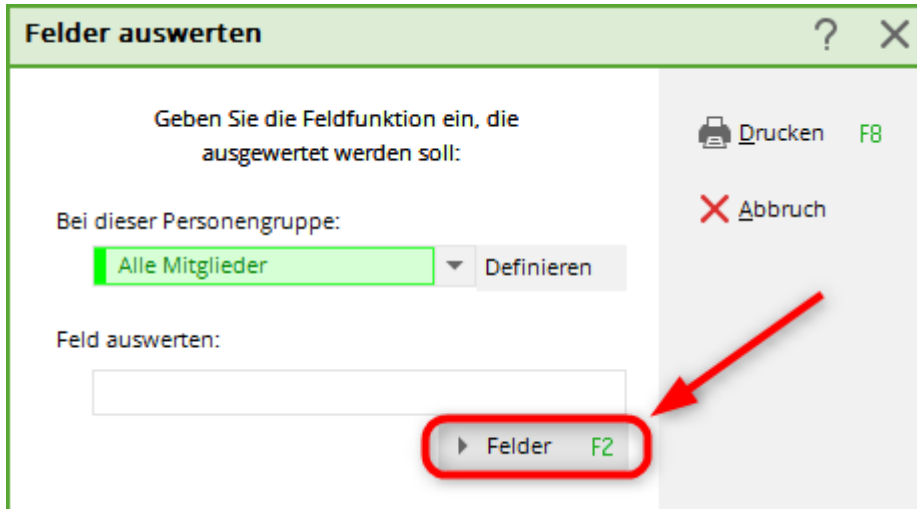 Felder auswerten ?
Geben Sie die Feldfunktion ein, die
ausgewertet werden soll:
Drucken F8
Abbruch
Bei dieser Personengruppe:
Alle Mitglieder Definieren
Feld auswerten:
Felder F2